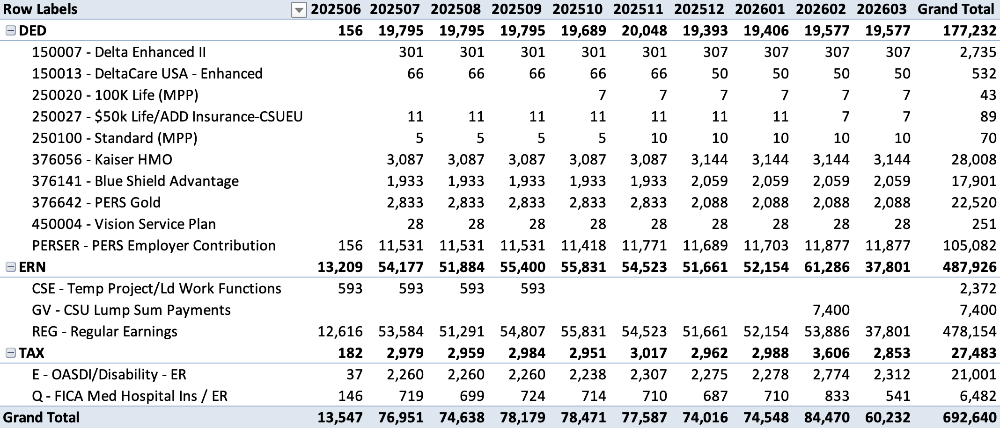 Row Labels 202506 202507 202508 202509 202510 202511 202512 202601 202602 202603 Grand Total
DED 156 19,795 19,795 19,795 19,689 20,048 19,393 19,406 19,577 19,577 177,232
150007 - Delta Enhanced II 301 301 301 301 301 307 307 307 307 2,735
150013 - DeltaCare USA - Enhanced 66 66 66 66 66 50 50 50 50 532
250020 - 100K Life (MPP) 7 7 7 7 7 7 43
250027 - $50k Life/ADD Insurance-CSUEU 11 11 11 11 11 11 11 7 7 89
250100 - Standard (MPP) 5 5 5 5 10 10 10 10 10 70
376056 - Kaiser HMO 3,087 3,087 3,087 3,087 3,087 3,144 3,144 3,144 3,144 28,008
376141 - Blue Shield Advantage 1,933 1,933 1,933 1,933 1,933 2,059 2,059 2,059 2,059 17,901
376642 - PERS Gold 2,833 2,833 2,833 2,833 2,833 2,088 2,088 2,088 2,088 22,520
450004 - Vision Service Plan 28 28 28 28 28 28 28 28 28 251
PERSER - PERS Employer Contribution 156 11,531 11,531 11,531 11,418 11,771 11,689 11,703 11,877 11,877 105,082
ERN 13,209 54,177 51,884 55,400 55,831 54,523 51,661 52,154 61,286 37,801 487,926
CSE - Temp Project/Ld Work Functions 593 593 593 593 2,372
GV - CSU Lump Sum Payments 7,400 7,400
REG - Regular Earnings 12,616 53,584 51,291 54,807 55,831 54,523 51,661 52,154 53,886 37,801 478,154
TAX 182 2,979 2,959 2,984 2,951 3,017 2,962 2,988 3,606 2,853 27,483
E - OASDI/Disability - ER 37 2,260 2,260 2,260 2,238 2,307 2,275 2,278 2,774 2,312 21,001
Q - FICA Med Hospital Ins / ER 146 719 699 724 714 710 687 710 833 541 6,482
Grand Total 13,547 76,951 74,638 78,179 78,471 77,587 74,016 74,548 84,470 60,232 692,640